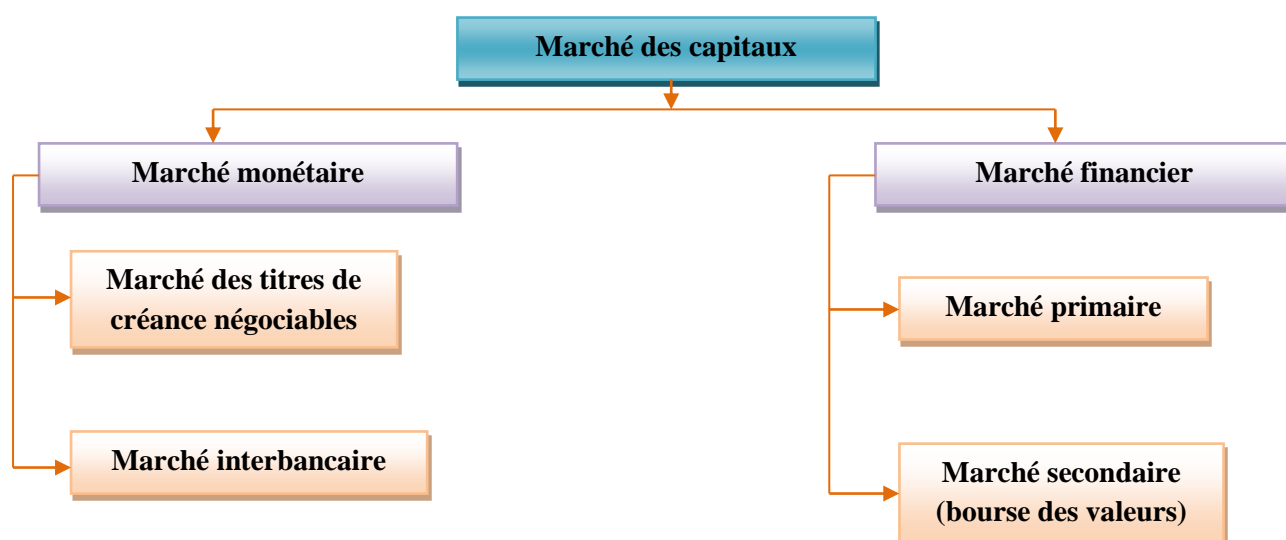 Marché des capitaux
Marché monétaire
Marché financier
Marché des titres de
créance négociables
Marché primaire
Marché interbancaire
Marché secondaire
(bourse des valeurs)